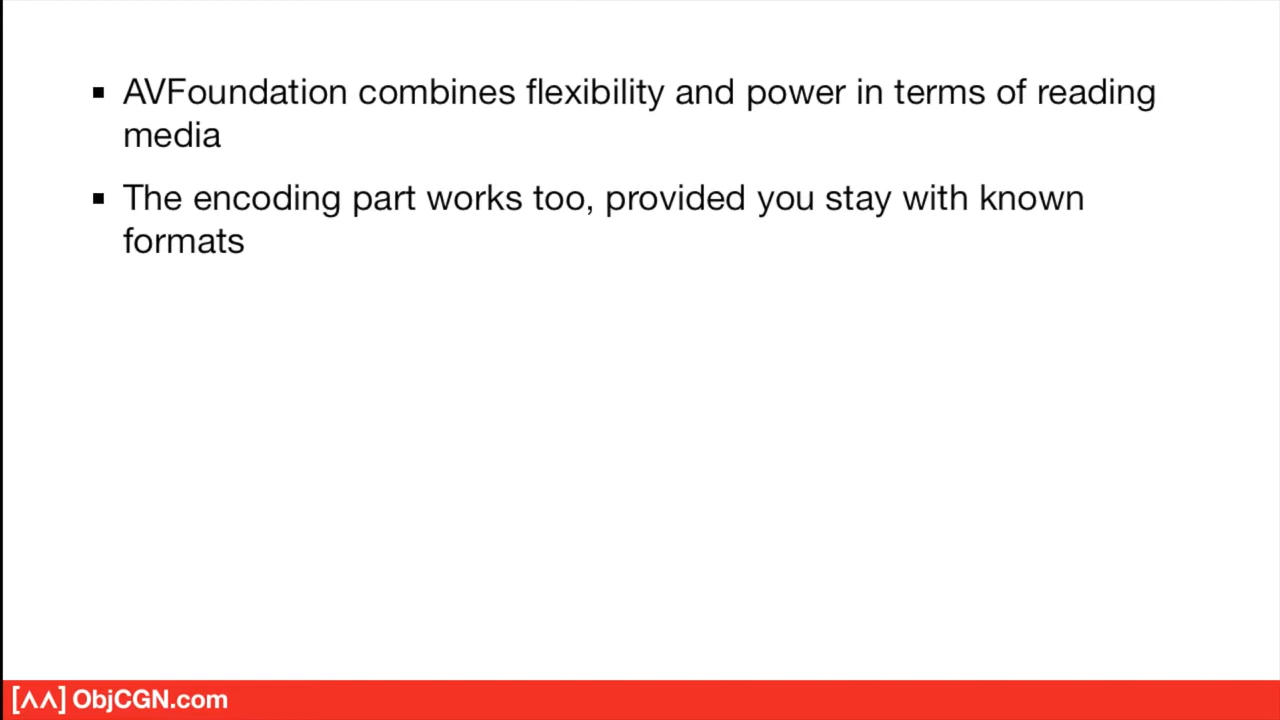 AVFoundation combines flexibility and power in terms of reading
media
The encoding part works too, provided you stay with known
formats
[ʌʌ] ObjCGN.com